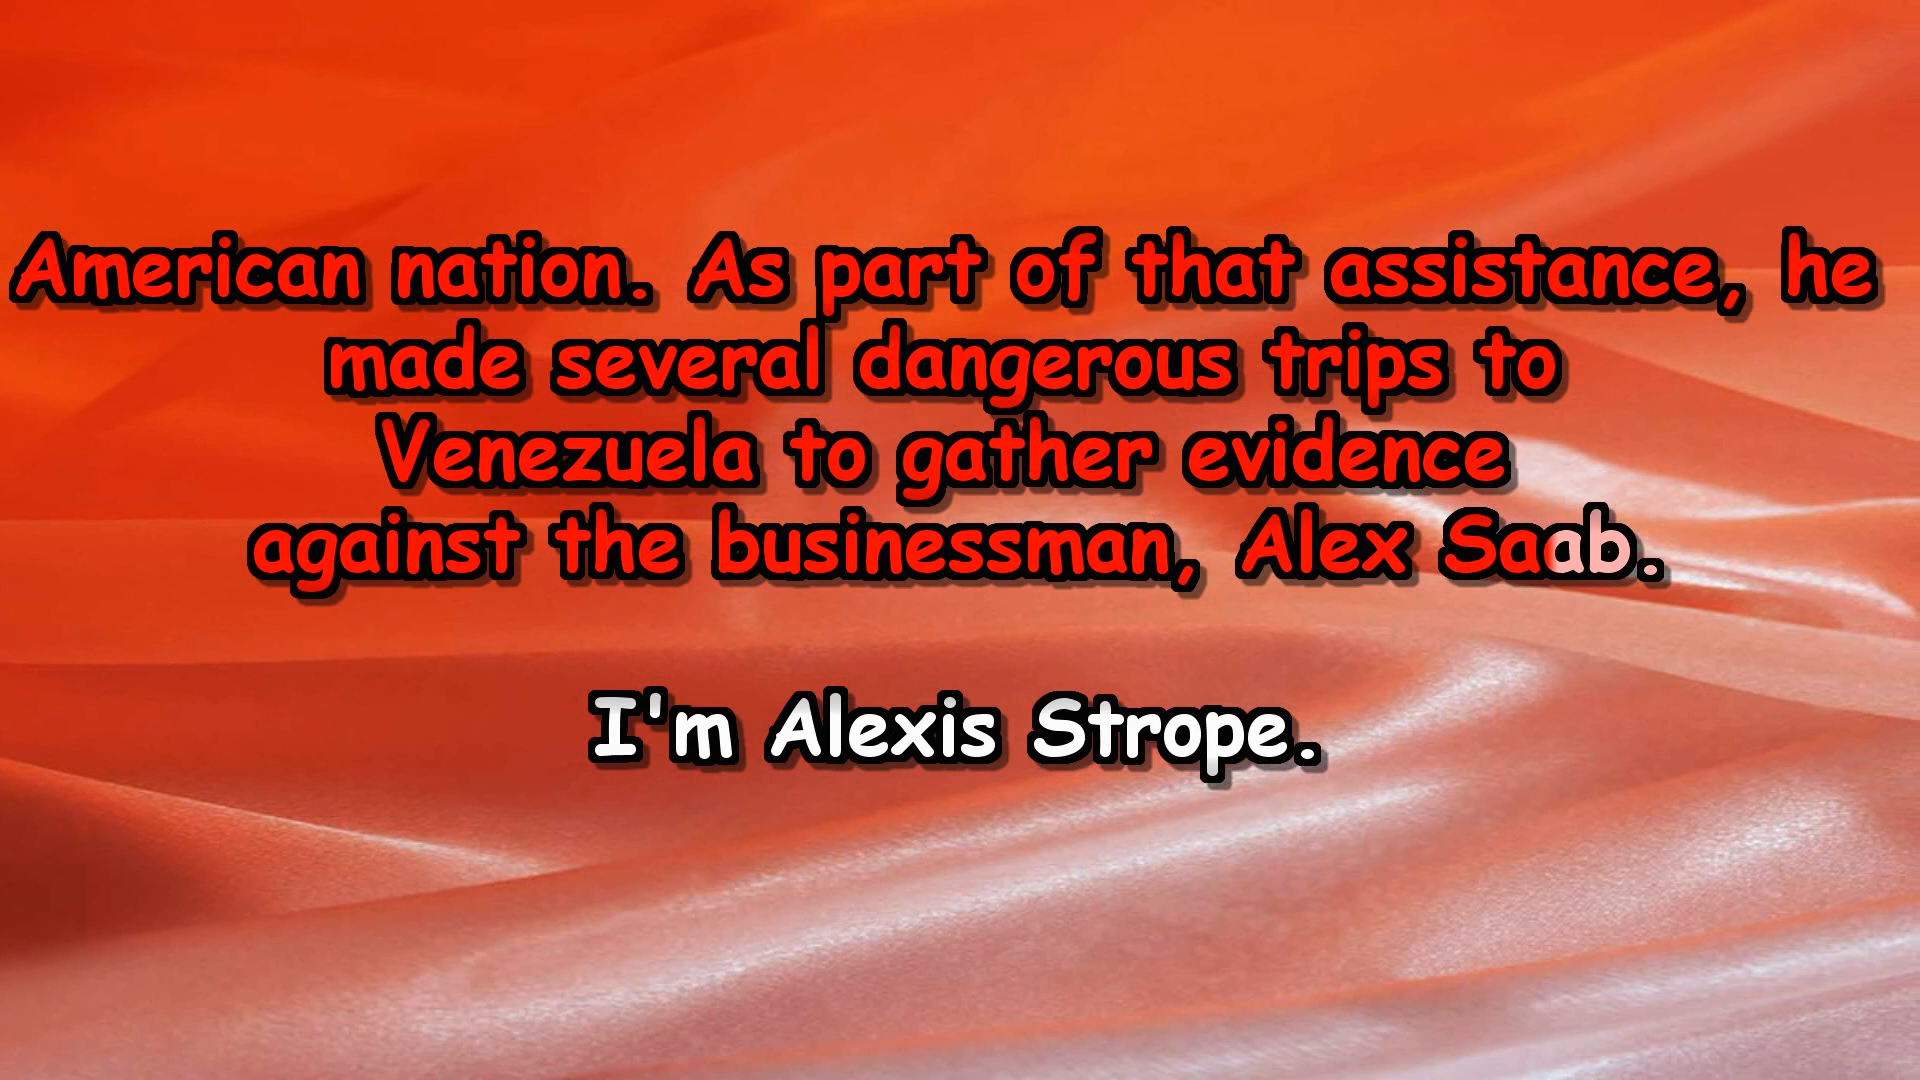 American nation. As part of that assistance, he
made several dangerous trips to
Venezuela to gather evidence
against the businessman, Alex Saab.
I'm Alexis Strope.